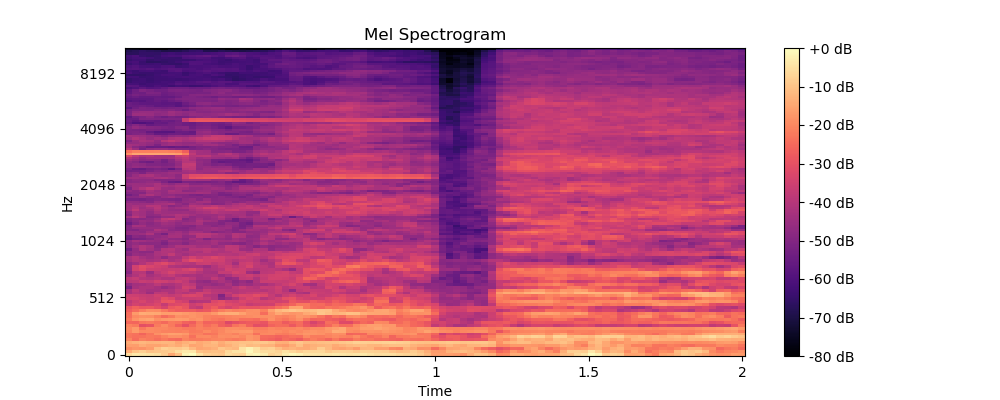 Mel Spectrogram
8192
4096
2048
1024
512
0
Hz
0 0.5 1 1.5 2
Time
+0 dB
-10 dB
-20 dB
-30 dB
-40 dB
-50 dB
-60 dB
-70 dB
-80 dB